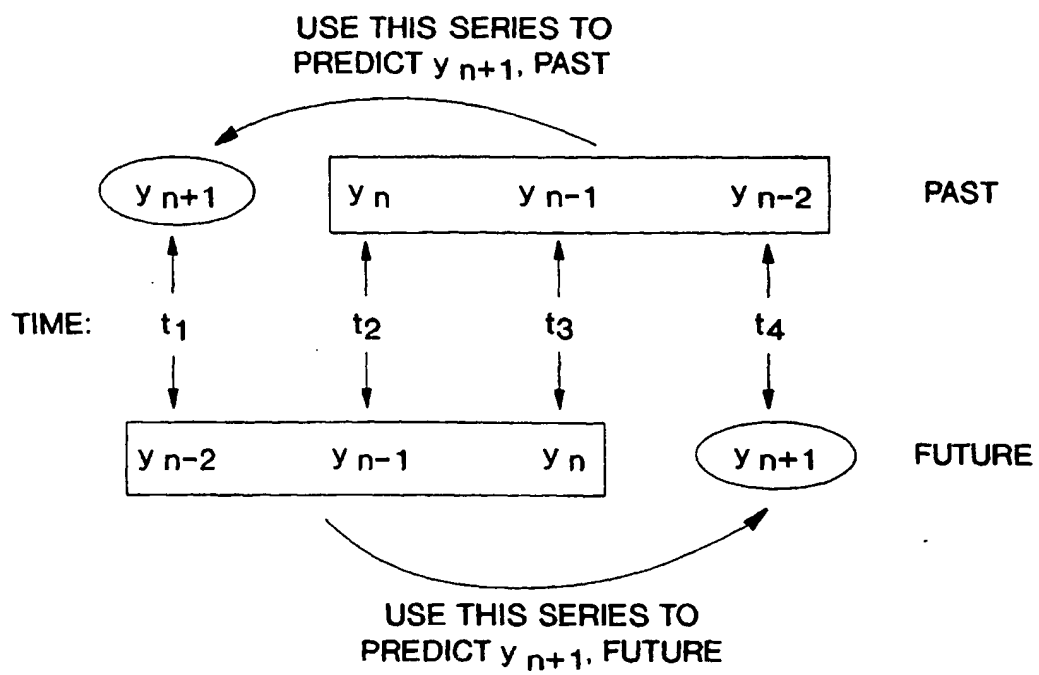 USE THIS SERIES TO
PREDICT y n+1, PAST
y n+1 y n y n-1 y n-2 PAST
TIME: t1 t2 t3 t4
y n-2 y n-1 y n y n+1 FUTURE
USE THIS SERIES TO
PREDICT y n+1, FUTURE